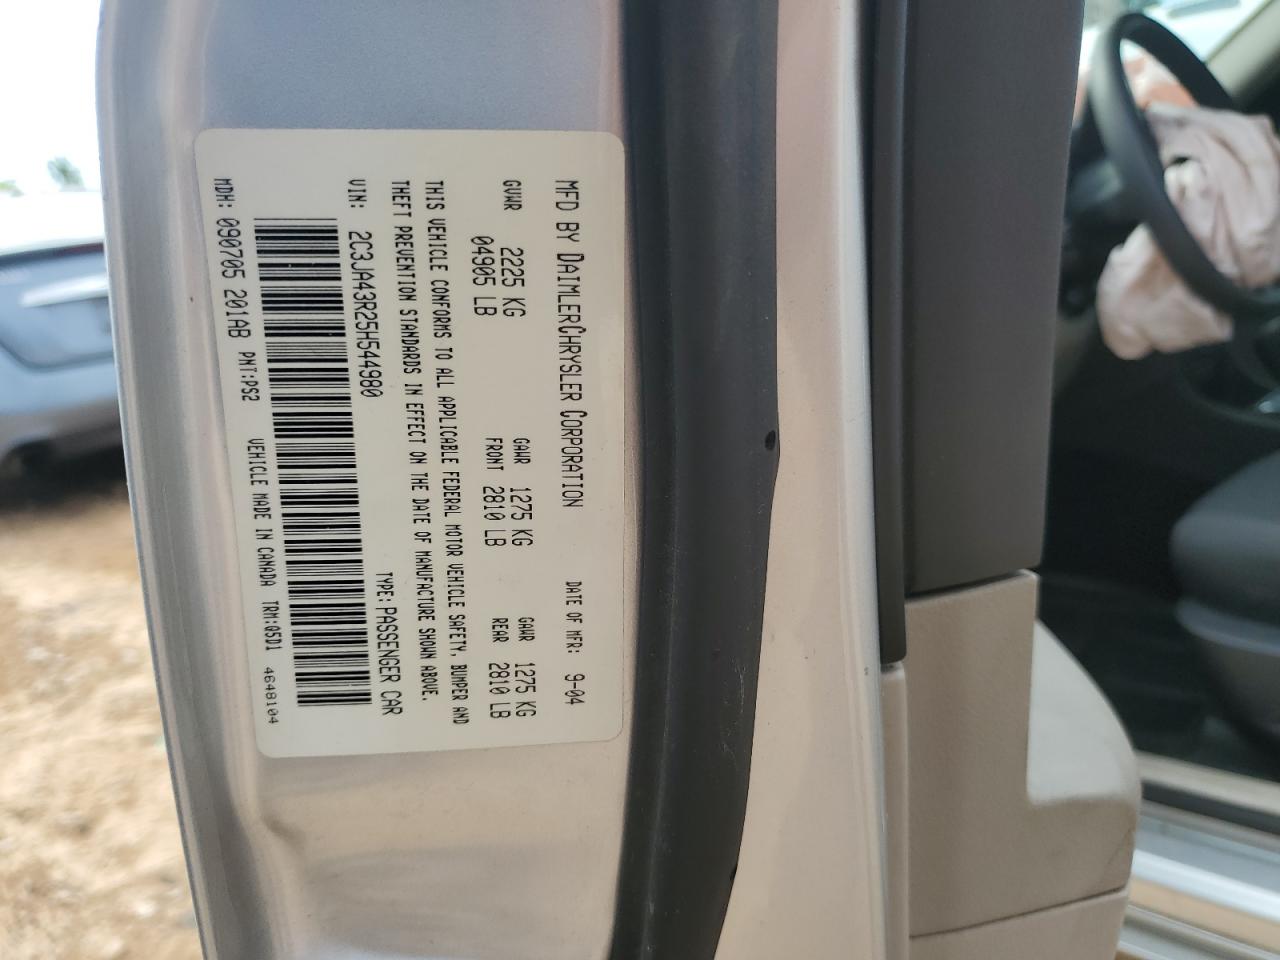 MFD BY DAIMLERCHRYSLER CORPORATION DATE OF MFR: 9-04
GVWR 2225 KG GAWR 1275 KG GAWR 1275 KG
04905 LB FRONT 2810 LB REAR 2810 LB
THIS VEHICLE CONFORMS TO ALL APPLICABLE FEDERAL MOTOR VEHICLE SAFETY, BUMPER AND
THEFT PREVENTION STANDARDS IN EFFECT ON THE DATE OF MANUFACTURE SHOWN ABOVE.
VIN: 2C3JA43R25H544980 TYPE: PASSENGER CAR
MDH: 090705 201AB PNT:PS2 VEHICLE MADE IN CANADA TRM:Q5D1 4648104